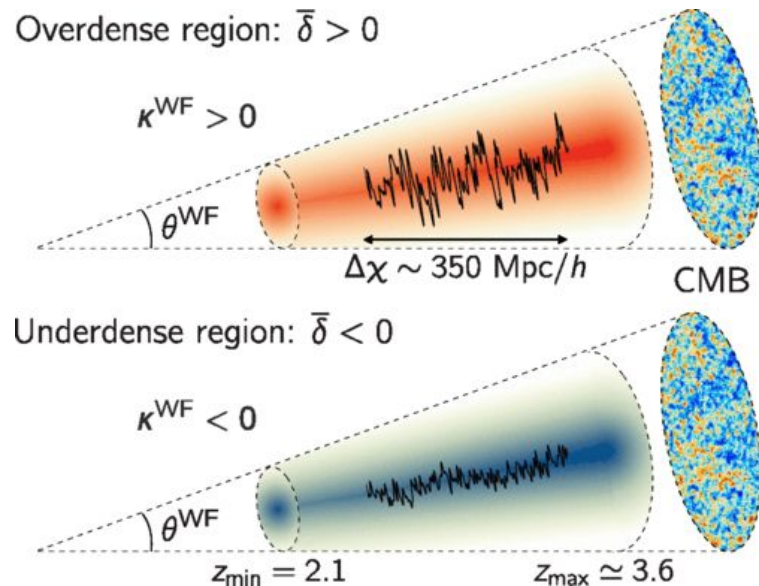 Overdense region: δ̄ > 0
κ^WF > 0
θ^WF
Δχ ∼ 350 Mpc/h
CMB
Underdense region: δ̄ < 0
κ^WF < 0
θ^WF
z_min = 2.1
z_max ≃ 3.6